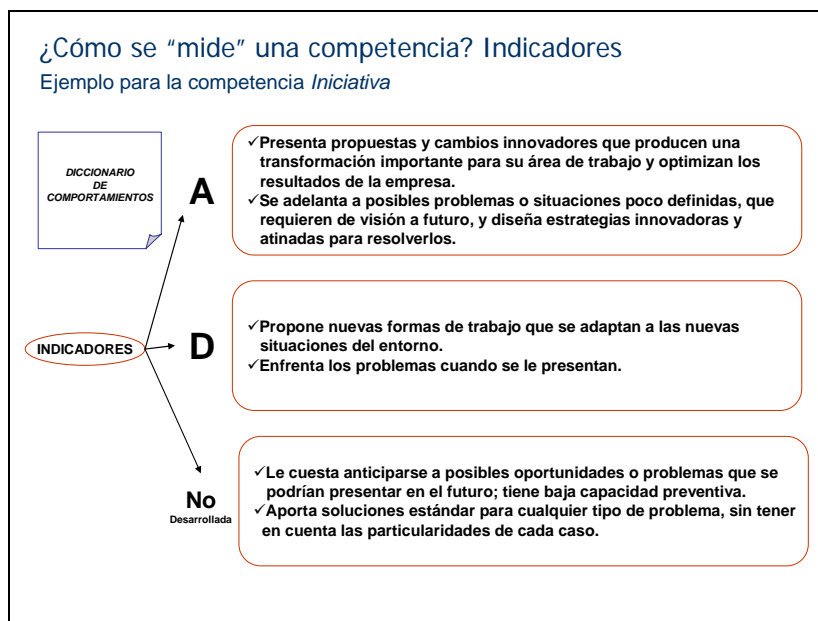 ¿Cómo se “mide” una competencia? Indicadores
Ejemplo para la competencia Iniciativa
DICCIONARIO
DE
COMPORTAMIENTOS
A
✓Presenta propuestas y cambios innovadores que producen una
transformación importante para su área de trabajo y optimizan los
resultados de la empresa.
✓Se adelanta a posibles problemas o situaciones poco definidas, que
requieren de visión a futuro, y diseña estrategias innovadoras y
atinadas para resolverlos.
INDICADORES
D
✓Propone nuevas formas de trabajo que se adaptan a las nuevas
situaciones del entorno.
✓Enfrenta los problemas cuando se le presentan.
No
Desarrollada
✓Le cuesta anticiparse a posibles oportunidades o problemas que se
podrían presentar en el futuro; tiene baja capacidad preventiva.
✓Aporta soluciones estándar para cualquier tipo de problema, sin tener
en cuenta las particularidades de cada caso.